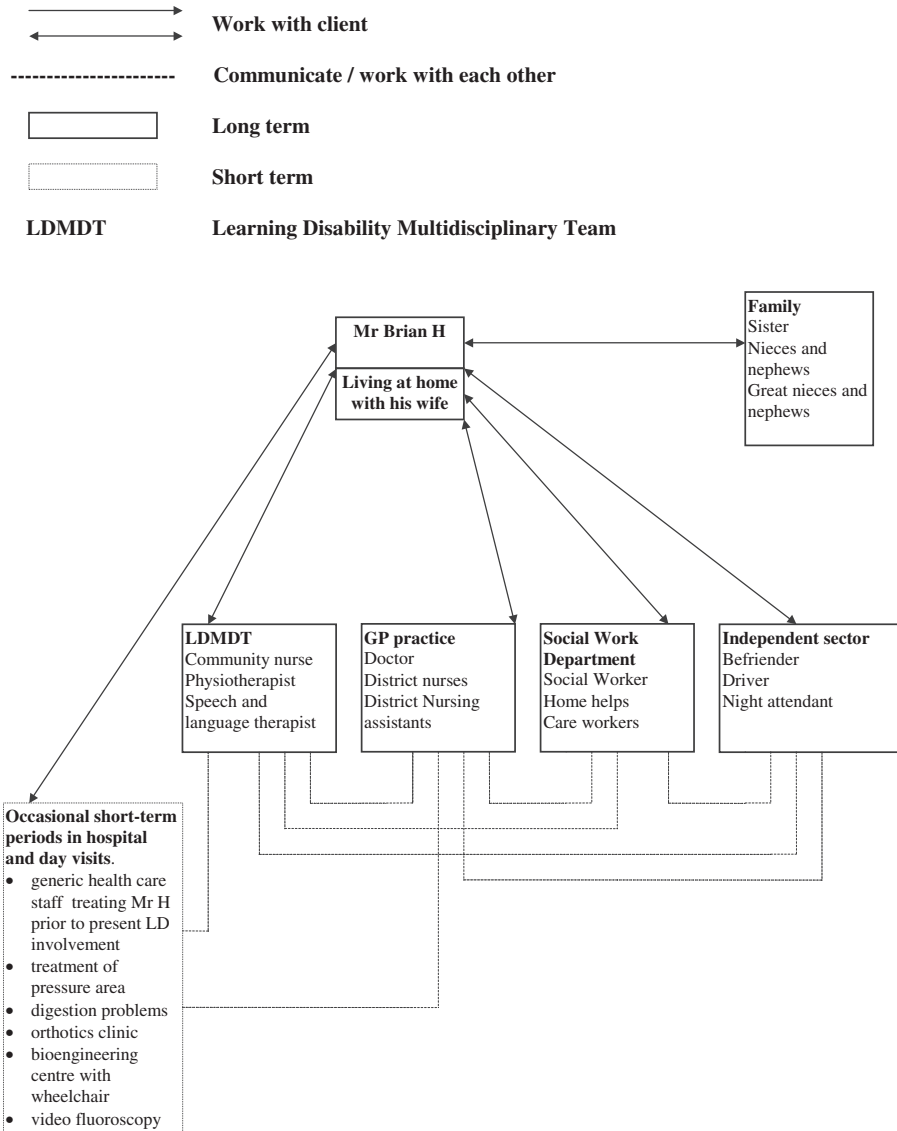 Work with client
Communicate / work with each other
Long term
Short term
LDMDT Learning Disability Multidisciplinary Team
Mr Brian H
Living at home
with his wife
Family
Sister
Nieces and
nephews
Great nieces and
nephews
LDMDT
Community nurse
Physiotherapist
Speech and
language therapist
GP practice
Doctor
District nurses
District Nursing
assistants
Social Work
Department
Social Worker
Home helps
Care workers
Independent sector
Befriender
Driver
Night attendant
Occasional short-term
periods in hospital
and day visits.
• generic health care
staff treating Mr H
prior to present LD
involvement
• treatment of
pressure area
• digestion problems
• orthotics clinic
• bioengineering
centre with
wheelchair
• video fluoroscopy